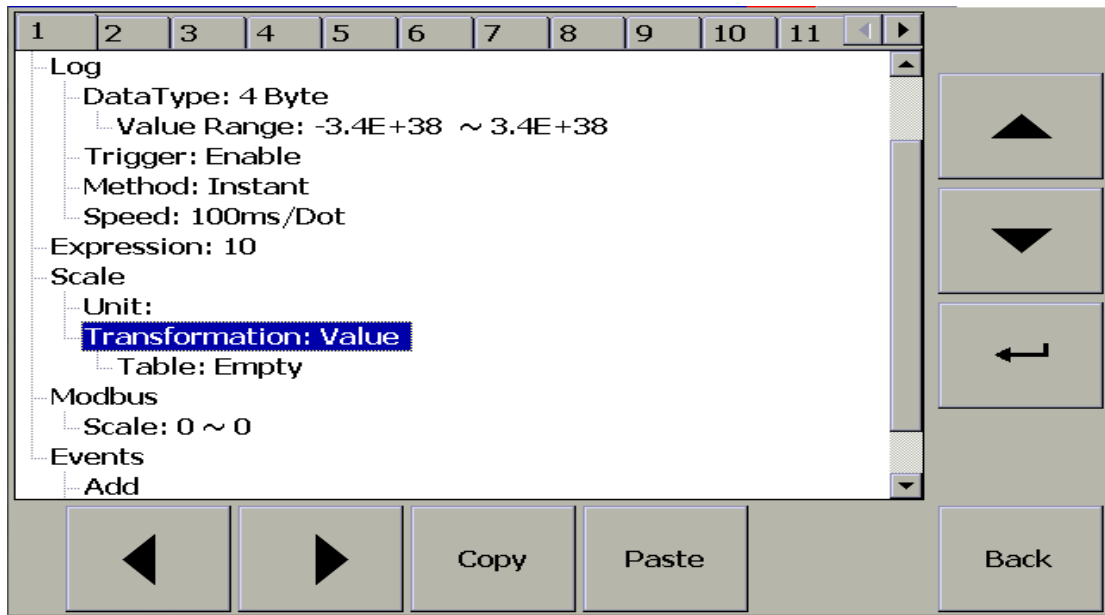 1 2 3 4 5 6 7 8 9 10 11
Log
DataType: 4 Byte
Value Range: -3.4E+38 ~ 3.4E+38
Trigger: Enable
Method: Instant
Speed: 100ms/Dot
Expression: 10
Scale
Unit:
Transformation: Value
Table: Empty
Modbus
Scale: 0 ~ 0
Events
Add
Copy Paste Back